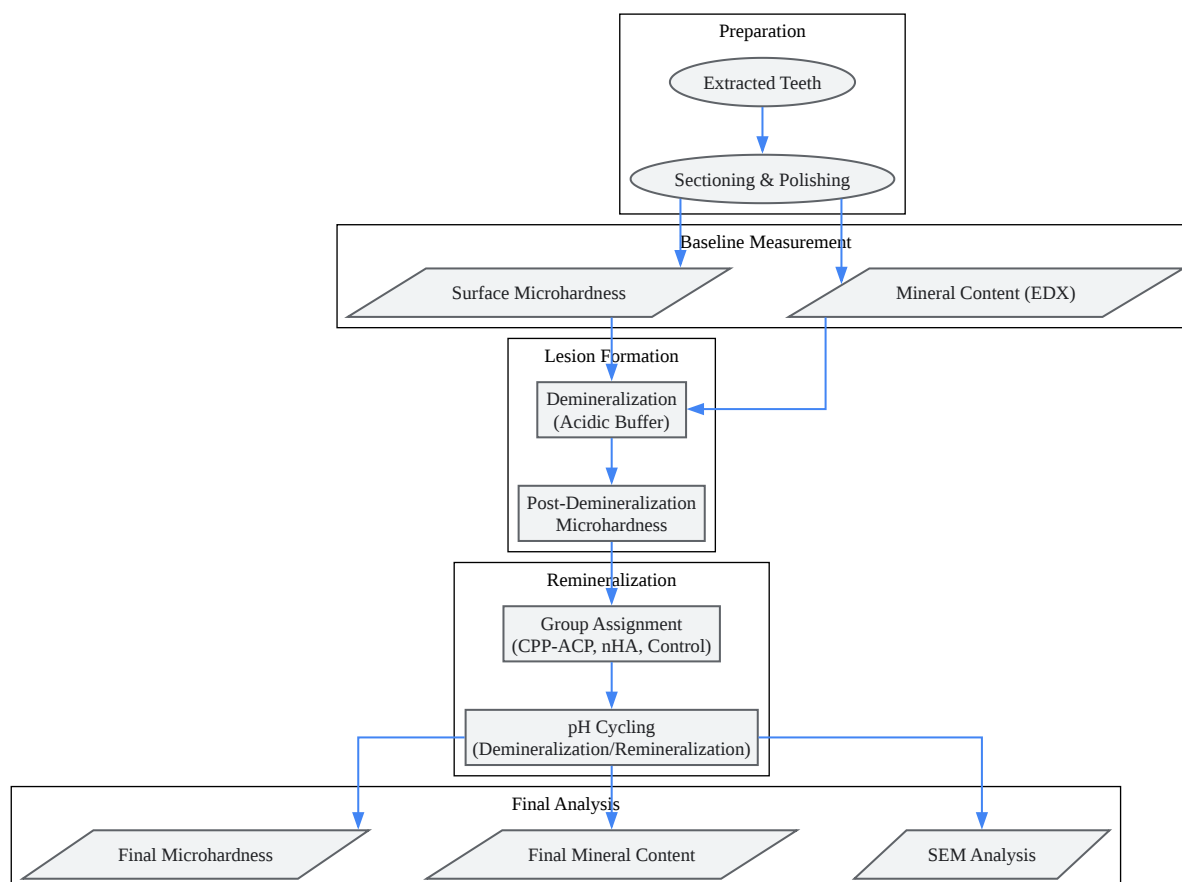 Preparation
Extracted Teeth
Sectioning & Polishing
Baseline Measurement
Surface Microhardness
Mineral Content (EDX)
Lesion Formation
Demineralization
(Acidic Buffer)
Post-Demineralization
Microhardness
Remineralization
Group Assignment
(CPP-ACP, nHA, Control)
pH Cycling
(Demineralization/Remineralization)
Final Analysis
Final Microhardness
Final Mineral Content
SEM Analysis